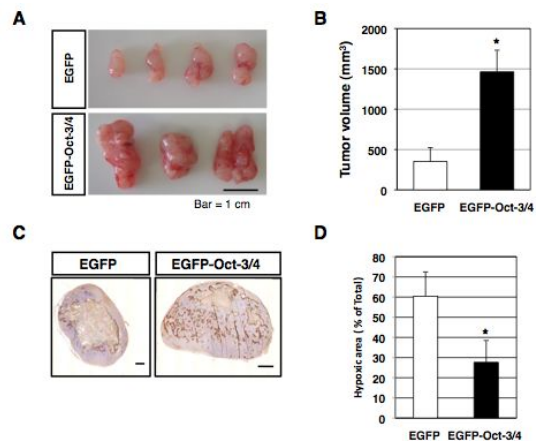 A
EGFP
EGFP-Oct-3/4
Bar = 1 cm
B
Tumor volume (mm³)
2000
1500
1000
500
0
*
EGFP
EGFP-Oct-3/4
C
EGFP
EGFP-Oct-3/4
D
Hypoxic area ( % of Total)
80
70
60
50
40
30
20
10
0
*
EGFP
EGFP-Oct-3/4